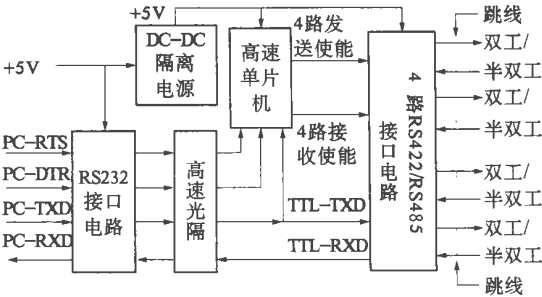 +5V
跳线
DC-DC
隔离
电源
高速
单片
机
4路发
送使能
双工/
+5V
半双工
双工/
4路接
收使能
半双工
4路RS422/RS485
接口电路
PC-RTS
RS232
接口
电路
高速光隔
PC-DTR
双工/
PC-TXD
TTL-TXD
半双工
双工/
PC-RXD
TTL-RXD
半双工
跳线